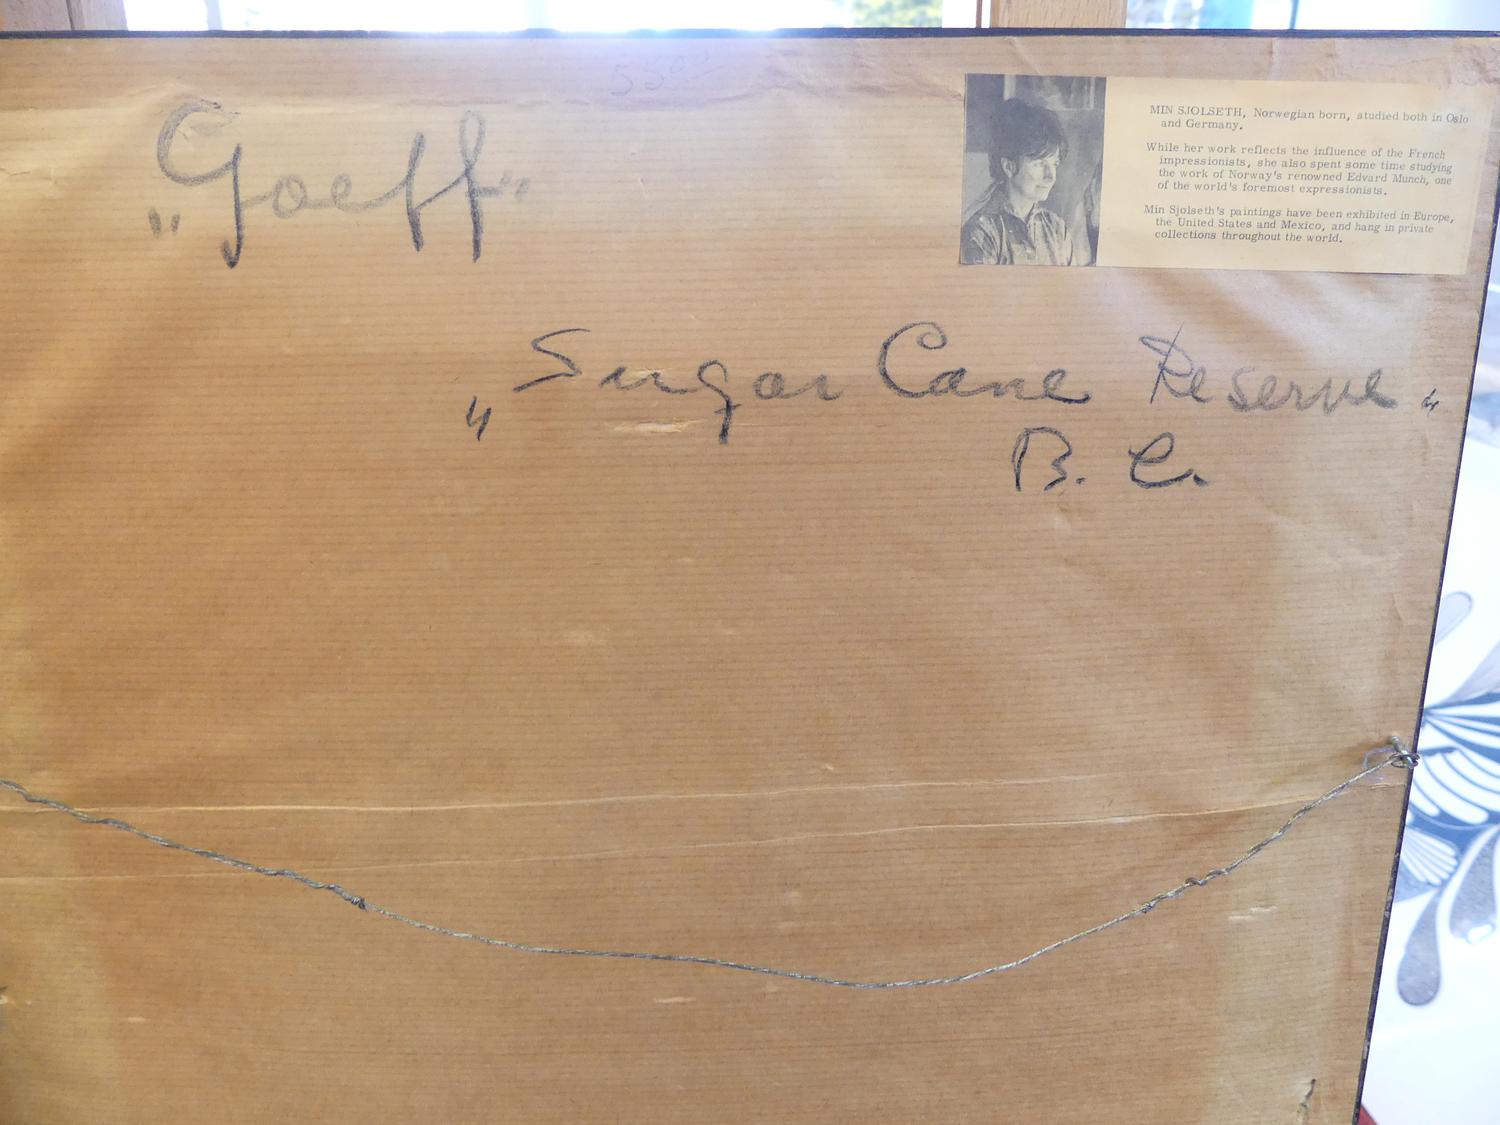 „Goeff"
MIN SJOLSETH, Norwegian born, studied both in Oslo
and Germany.
While her work reflects the influence of the French
impressionists, she also spent some time studying
the work of Norway's renowned Edvard Munch, one
of the world's foremost expressionists.
Min Sjolseth's paintings have been exhibited in Europe,
the United States and Mexico, and hang in private
collections throughout the world.
„Sugar Cane Reserve"
B.C.